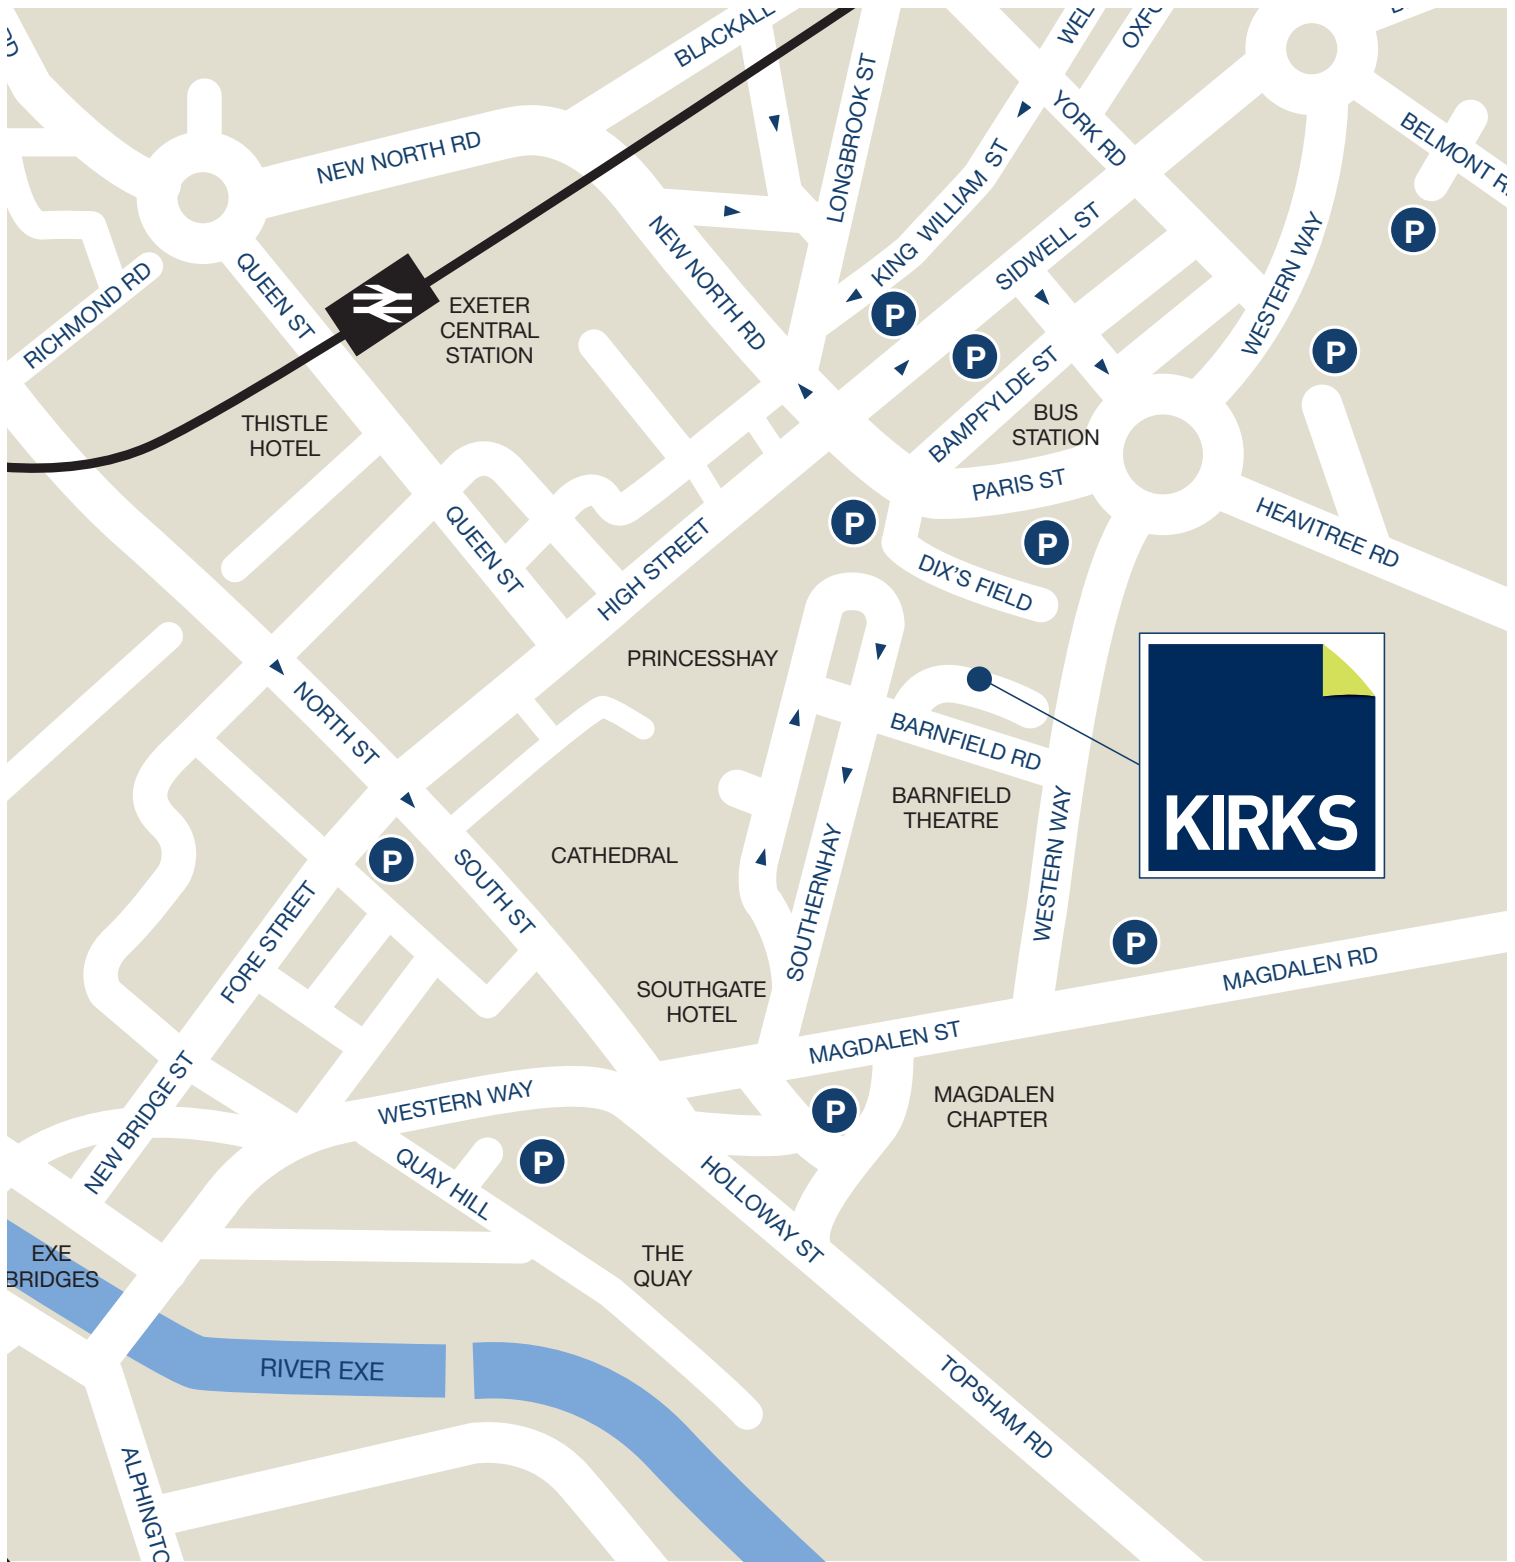 BLACKALL
LONGBROOK ST
YORK RD
BELMONT
NEW NORTH RD
KING WILLIAM ST
SIDWELL ST
WESTERN WAY
P
RICHMOND RD
QUEEN ST
NEW NORTH RD
EXETER
CENTRAL
STATION
P
P
P
BAMPFYLDE ST
BUS
STATION
THISTLE
HOTEL
PARIS ST
HEAVITREE RD
P
P
QUEEN ST
HIGH STREET
DIX'S FIELD
PRINCESSHAY
NORTH ST
BARNFIELD RD
KIRKS
BARNFIELD
THEATRE
P
CATHEDRAL
SOUTH ST
SOUTHERNHAY
WESTERN WAY
FORE STREET
P
MAGDALEN RD
SOUTHGATE
HOTEL
MAGDALEN ST
NEW BRIDGE ST
WESTERN WAY
P
MAGDALEN
CHAPTER
P
QUAY HILL
HOLLOWAY ST
EXE
BRIDGES
THE
QUAY
RIVER EXE
TOPSHAM RD
ALPHINGTO